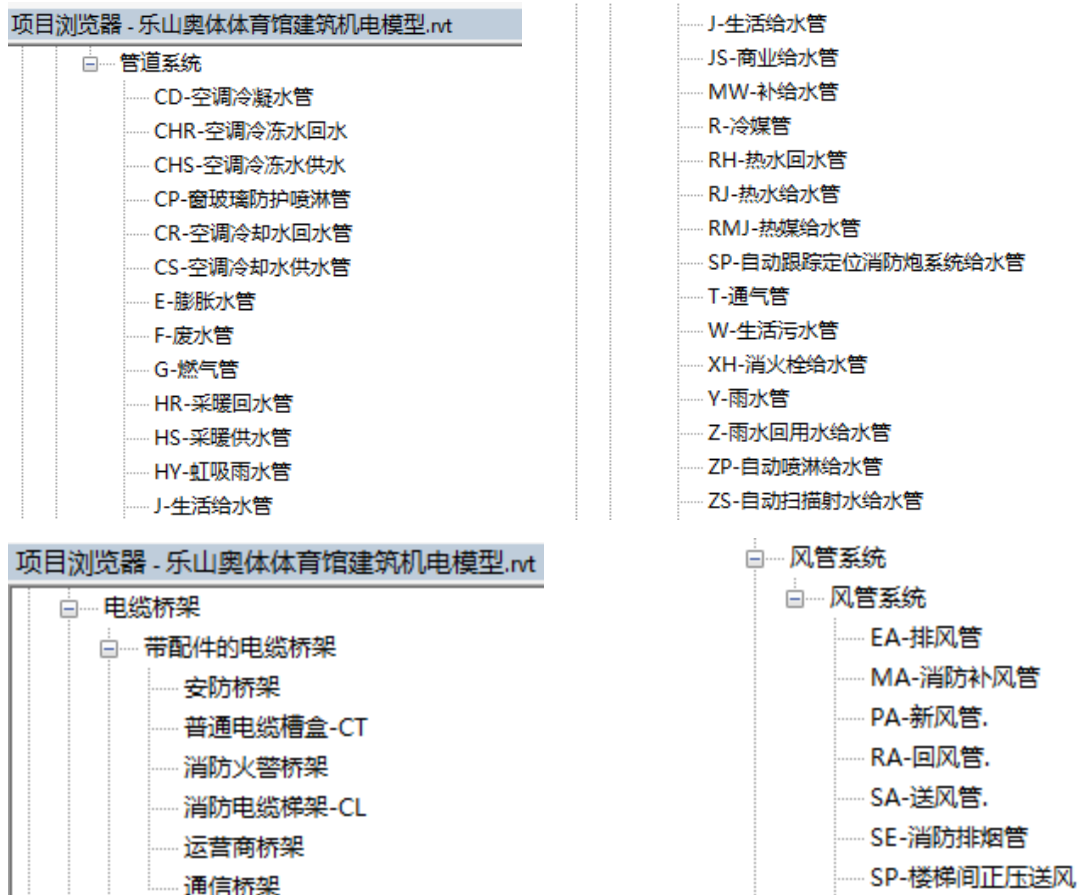 项目浏览器 - 乐山奥体体育馆建筑机电模型.rvt
管道系统
CD-空调冷凝水管
CHR-空调冷冻水回水
CHS-空调冷冻水供水
CP-窗玻璃防护喷淋管
CR-空调冷却水回水管
CS-空调冷却水供水管
E-膨胀水管
F-废水管
G-燃气管
HR-采暖回水管
HS-采暖供水管
HY-虹吸雨水管
J-生活给水管
J-生活给水管
JS-商业给水管
MW-补给水管
R-冷媒管
RH-热水回水管
RJ-热水给水管
RMJ-热媒给水管
SP-自动跟踪定位消防炮系统给水管
T-通气管
W-生活污水管
XH-消火栓给水管
Y-雨水管
Z-雨水回用水给水管
ZP-自动喷淋给水管
ZS-自动扫描射水给水管
项目浏览器 - 乐山奥体体育馆建筑机电模型.rvt
电缆桥架
带配件的电缆桥架
安防桥架
普通电缆槽盒-CT
消防火警桥架
消防电缆梯架-CL
运营商桥架
通信桥架
风管系统
风管系统
EA-排风管
MA-消防补风管
PA-新风管.
RA-回风管.
SA-送风管.
SE-消防排烟管
SP-楼梯间正压送风